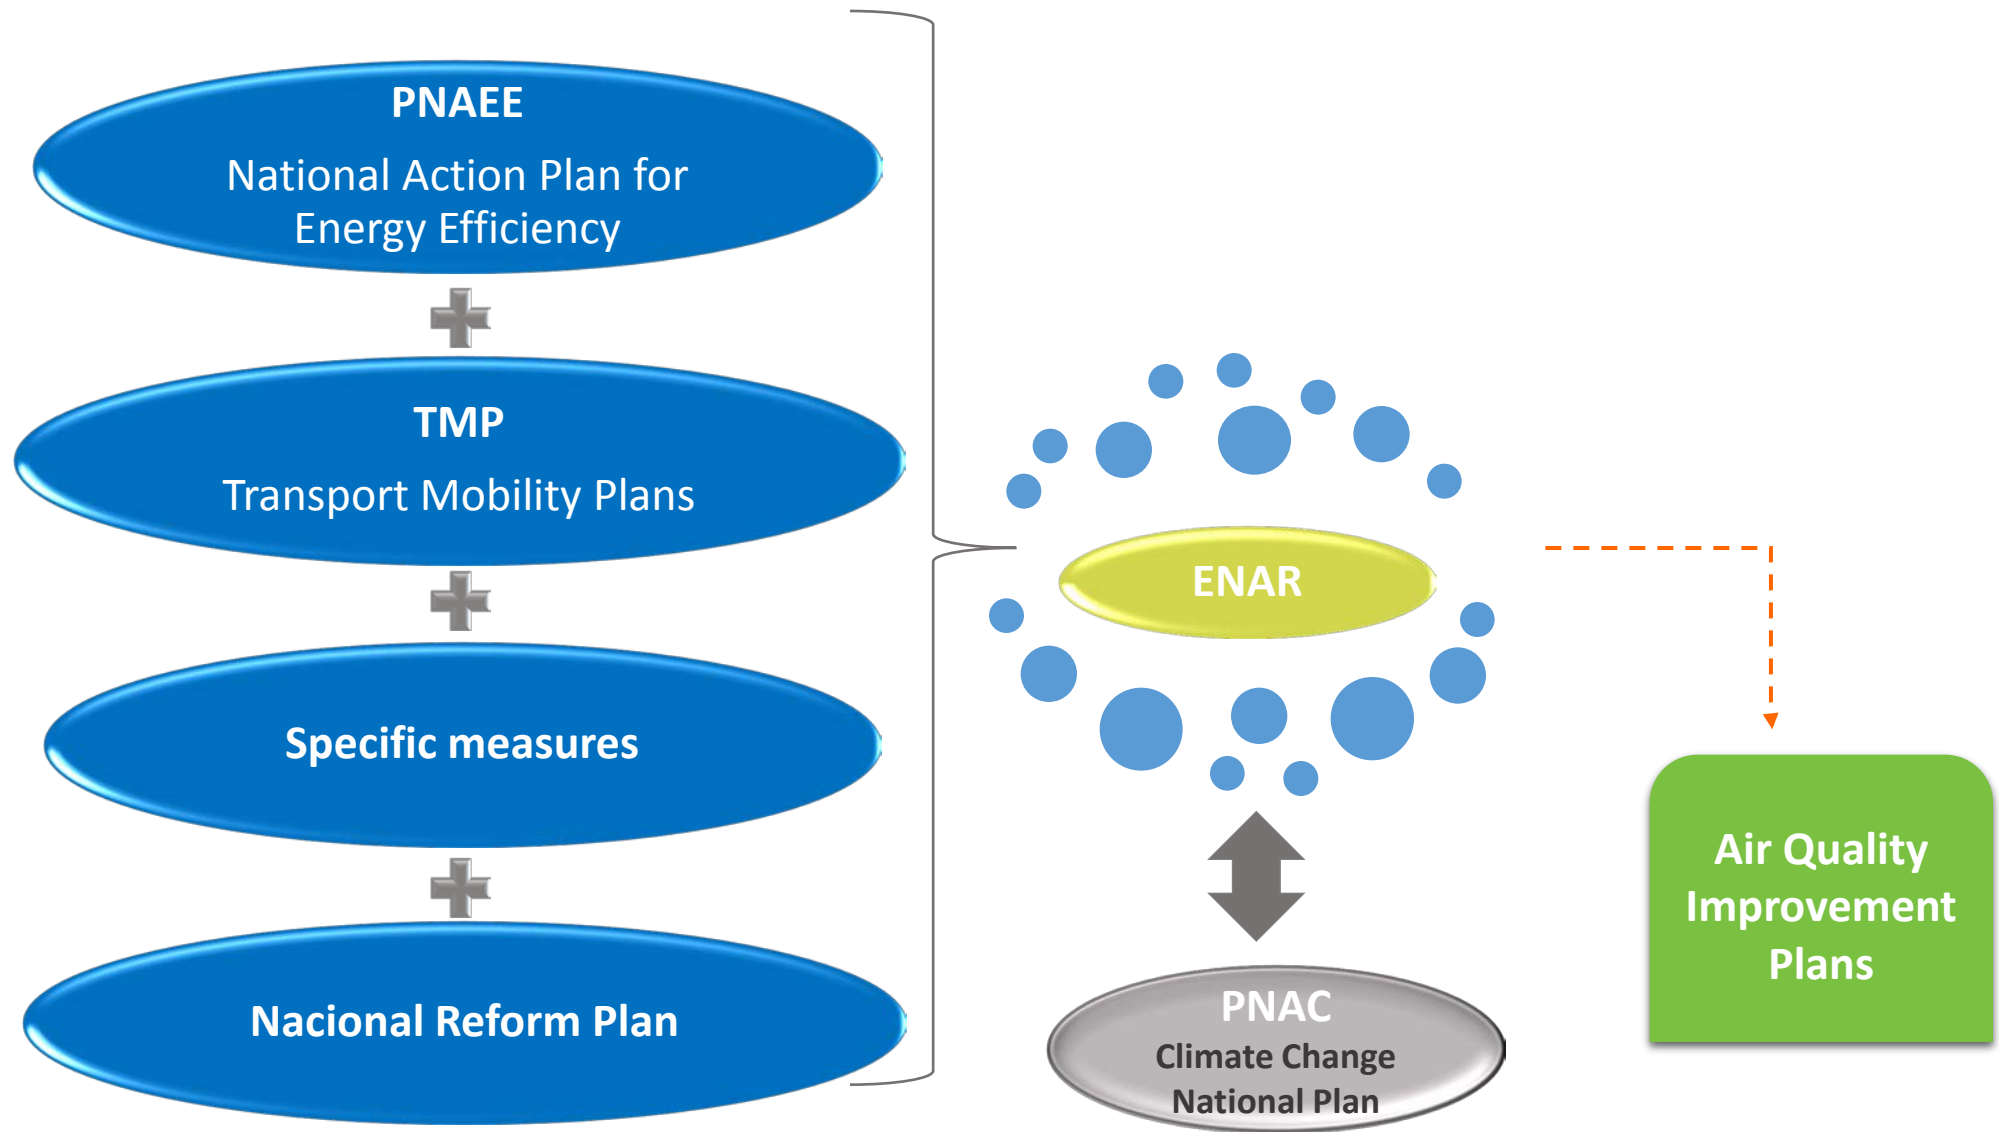 PNAEE
National Action Plan for
Energy Efficiency
TMP
Transport Mobility Plans
Specific measures
Nacional Reform Plan
ENAR
PNAC
Climate Change
National Plan
Air Quality
Improvement
Plans